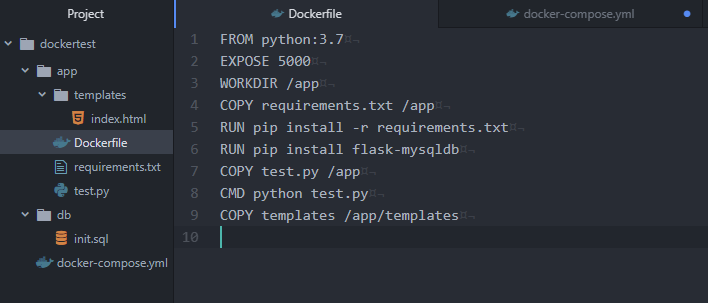 Project
dockertest
app
templates
index.html
Dockerfile
requirements.txt
test.py
db
init.sql
docker-compose.yml
Dockerfile
docker-compose.yml
1 FROM python:3.7¤¬
2 EXPOSE 5000¤¬
3 WORKDIR /app¤¬
4 COPY requirements.txt /app¤¬
5 RUN pip install -r requirements.txt¤¬
6 RUN pip install flask-mysqldb¤¬
7 COPY test.py /app¤¬
8 CMD python test.py¤¬
9 COPY templates /app/templates¤¬
10